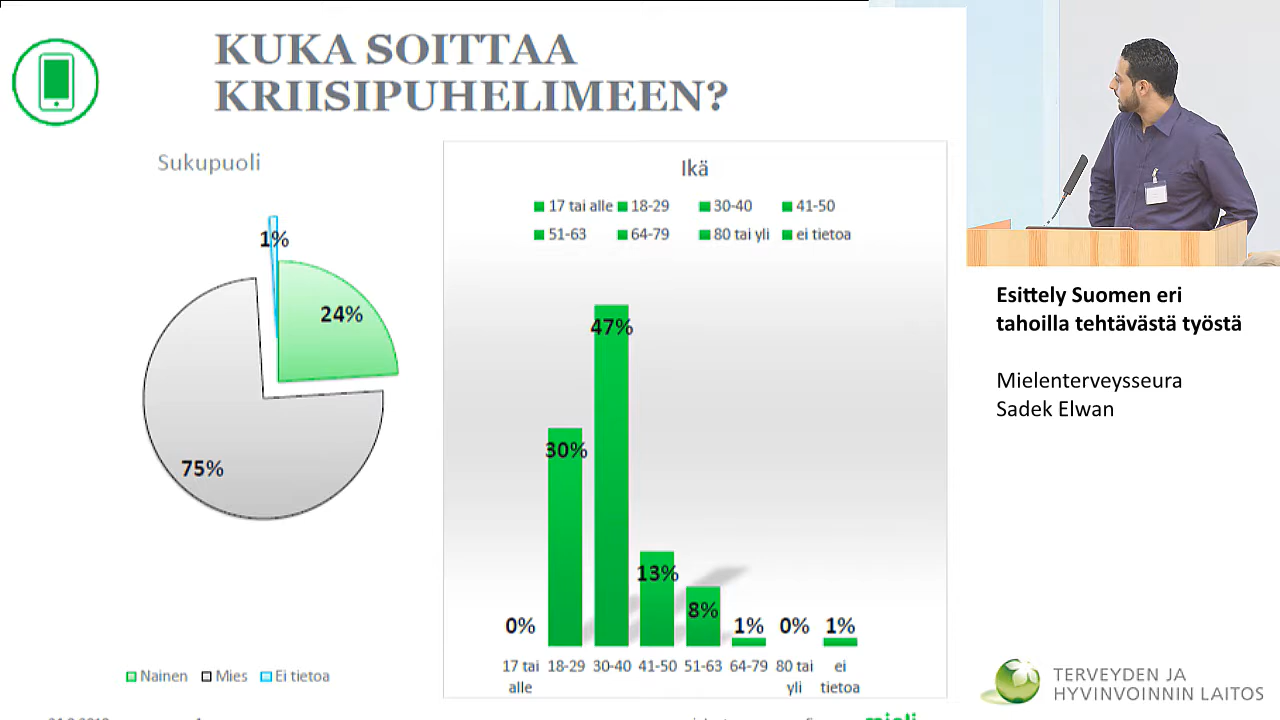 KUKA SOITTAA
KRIISIPUHELIMEEN?
Sukupuoli
1%
24%
75%
Nainen Mies Ei tietoa
Ikä
17 tai alle 18-29 30-40 41-50
51-63 64-79 80 tai yli ei tietoa
47%
30%
13%
8%
0% 1% 0% 1%
17 tai 18-29 30-40 41-50 51-63 64-79 80 tai ei
alle yli tietoa
Esittely Suomen eri
tahoilla tehtävästä työstä
Mielenterveysseura
Sadek Elwan
TERVEYDEN JA
HYVINVOINNIN LAITOS